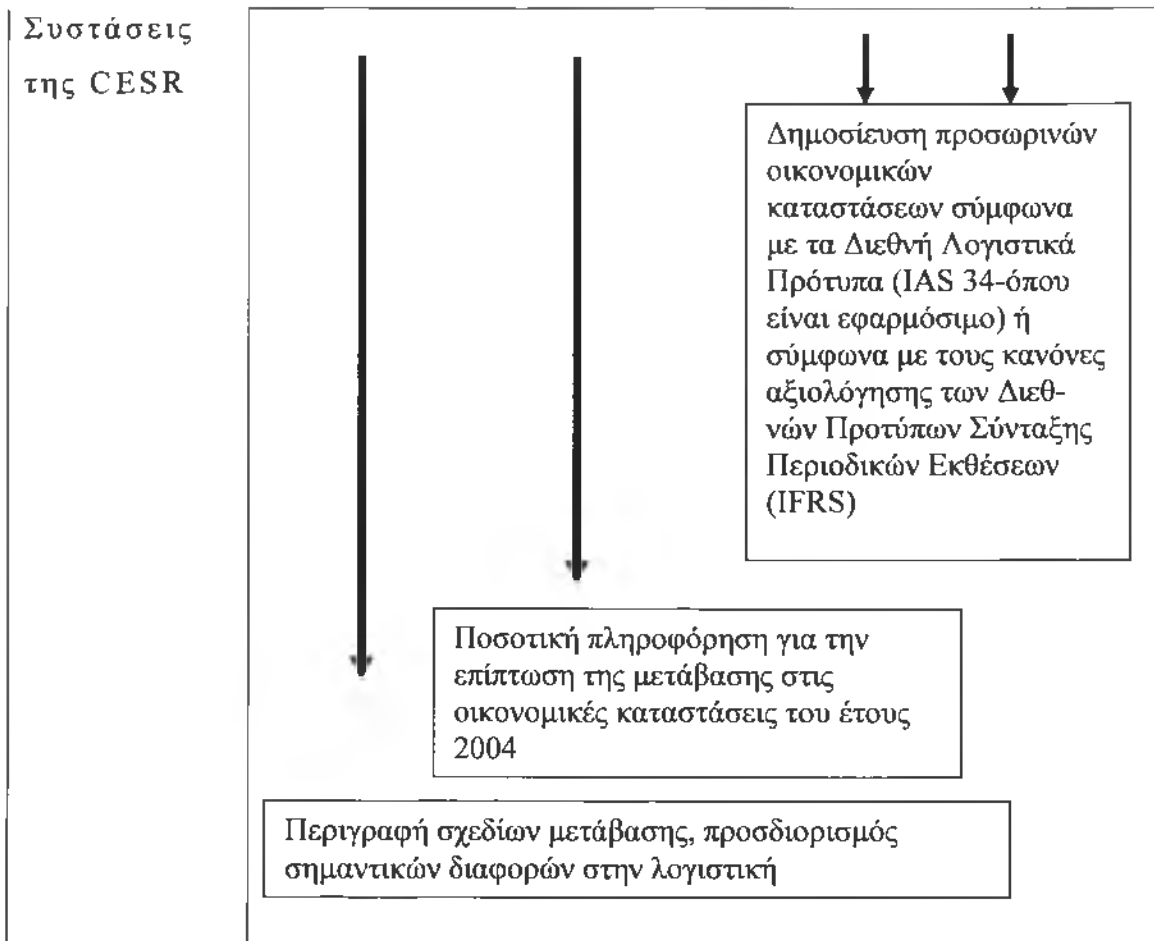 Συστάσεις
της CESR
Δημοσίευση προσωρινών
οικονομικών
καταστάσεων σύμφωνα
με τα Διεθνή Λογιστικά
Πρότυπα (IAS 34-όπου
είναι εφαρμόσιμο) ή
σύμφωνα με τους κανόνες
αξιολόγησης των Διεθ-
νών Προτύπων Σύνταξης
Περιοδικών Εκθέσεων
(IFRS)
Ποσοτική πληροφόρηση για την
επίπτωση της μετάβασης στις
οικονομικές καταστάσεις του έτους
2004
Περιγραφή σχεδίων μετάβασης, προσδιορισμός
σημαντικών διαφορών στην λογιστική